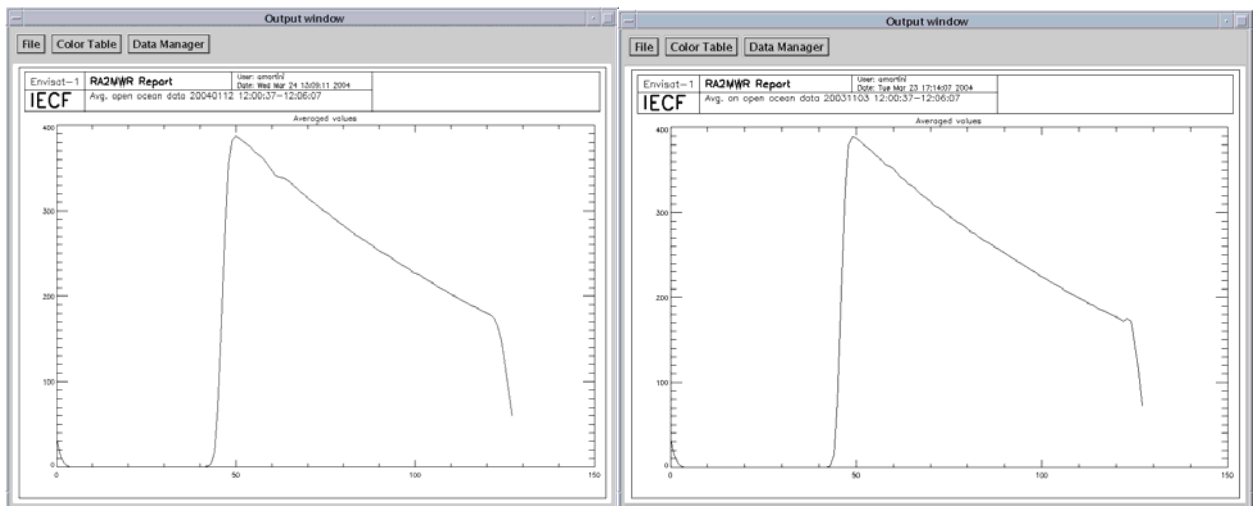 Output window
File Color Table Data Manager
Envisat-1 RA2MWR Report User: amartini
Date: Wed Mar 24 13:09:11 2004
IECF Avg. open ocean data 20040112 12:00:37-12:06:07
Averaged values
400
300
200
100
0
0 50 100 150
Output window
File Color Table Data Manager
Envisat-1 RA2MWR Report User: amartini
Date: Tue Mar 23 17:14:07 2004
IECF Avg. on open ocean data 20031103 12:00:37-12:06:07
Averaged values
400
300
200
100
0
0 50 100 150